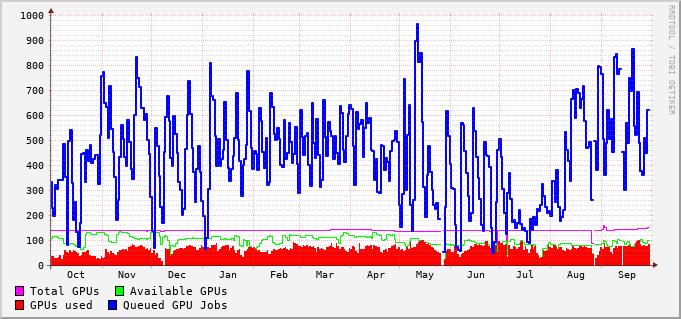 1000
900
800
700
600
500
400
300
200
100
0
Oct Nov Dec Jan Feb Mar Apr May Jun Jul Aug Sep
Total GPUs Available GPUs
GPUs used Queued GPU Jobs
RRDTOOL / TOBI OETIKER